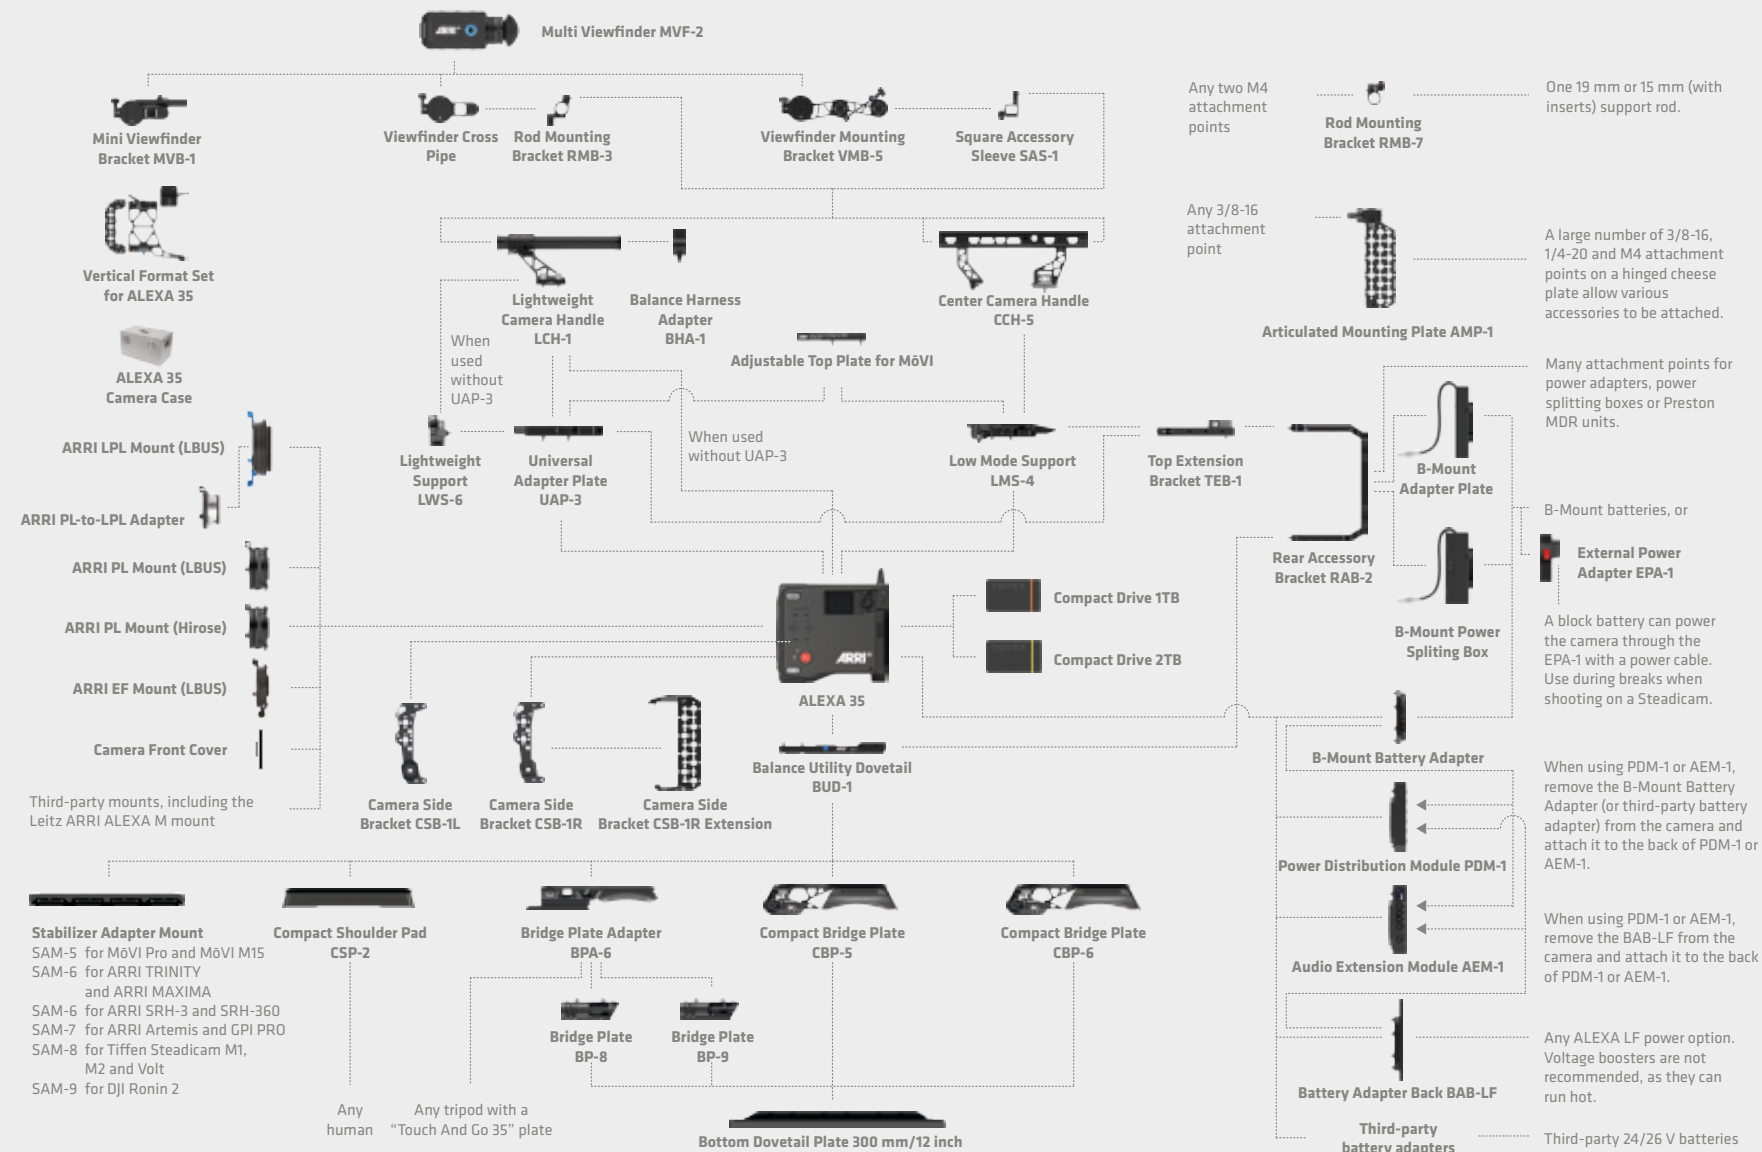 Multi Viewfinder MVF-2
Mini Viewfinder
Bracket MVB-1
Viewfinder Cross
Pipe
Rod Mounting
Bracket RMB-3
Viewfinder Mounting
Bracket VMB-5
Square Accessory
Sleeve SAS-1
Any two M4
attachment
points
Rod Mounting
Bracket RMB-7
One 19 mm or 15 mm (with
inserts) support rod.
Vertical Format Set
for ALEXA 35
ALEXA 35
Camera Case
Lightweight
Camera Handle
LCH-1
Balance Harness
Adapter
BHA-1
Center Camera Handle
CCH-5
Any 3/8-16
attachment
point
Articulated Mounting Plate AMP-1
A large number of 3/8-16,
1/4-20 and M4 attachment
points on a hinged cheese
plate allow various
accessories to be attached.
When
used
without
UAP-3
Adjustable Top Plate for MōVI
When used
without UAP-3
Lightweight
Support
LWS-6
Universal
Adapter Plate
UAP-3
Low Mode Support
LMS-4
Top Extension
Bracket TEB-1
Rear Accessory
Bracket RAB-2
Many attachment points for
power adapters, power
splitting boxes or Preston
MDR units.
B-Mount
Adapter Plate
B-Mount batteries, or
External Power
Adapter EPA-1
B-Mount Power
Spliting Box
A block battery can power
the camera through the
EPA-1 with a power cable.
Use during breaks when
shooting on a Steadicam.
ARRI LPL Mount (LBUS)
ARRI PL-to-LPL Adapter
ARRI PL Mount (LBUS)
ARRI PL Mount (Hirose)
ARRI EF Mount (LBUS)
Camera Front Cover
Third-party mounts, including the
Leitz ARRI ALEXA M mount
ARRI
ALEXA 35
Compact Drive 1TB
Compact Drive 2TB
Camera Side
Bracket CSB-1L
Camera Side
Bracket CSB-1R
Camera Side
Bracket CSB-1R Extension
Balance Utility Dovetail
BUD-1
B-Mount Battery Adapter
Power Distribution Module PDM-1
When using PDM-1 or AEM-1,
remove the B-Mount Battery
Adapter (or third-party battery
adapter) from the camera and
attach it to the back of PDM-1 or
AEM-1.
Audio Extension Module AEM-1
When using PDM-1 or AEM-1,
remove the BAB-LF from the
camera and attach it to the back
of PDM-1 or AEM-1.
Battery Adapter Back BAB-LF
Any ALEXA LF power option.
Voltage boosters are not
recommended, as they can
run hot.
Third-party
battery adapters
Third-party 24/26 V batteries
Stabilizer Adapter Mount
SAM-5 for MōVI Pro and MōVI M15
SAM-6 for ARRI TRINITY
and ARRI MAXIMA
SAM-6 for ARRI SRH-3 and SRH-360
SAM-7 for ARRI Artemis and GPI PRO
SAM-8 for Tiffen Steadicam M1,
M2 and Volt
SAM-9 for DJI Ronin 2
Compact Shoulder Pad
CSP-2
Bridge Plate Adapter
BPA-6
Compact Bridge Plate
CBP-5
Compact Bridge Plate
CBP-6
Bridge Plate
BP-8
Bridge Plate
BP-9
Any
human
Any tripod with a
“Touch And Go 35” plate
Bottom Dovetail Plate 300 mm/12 inch